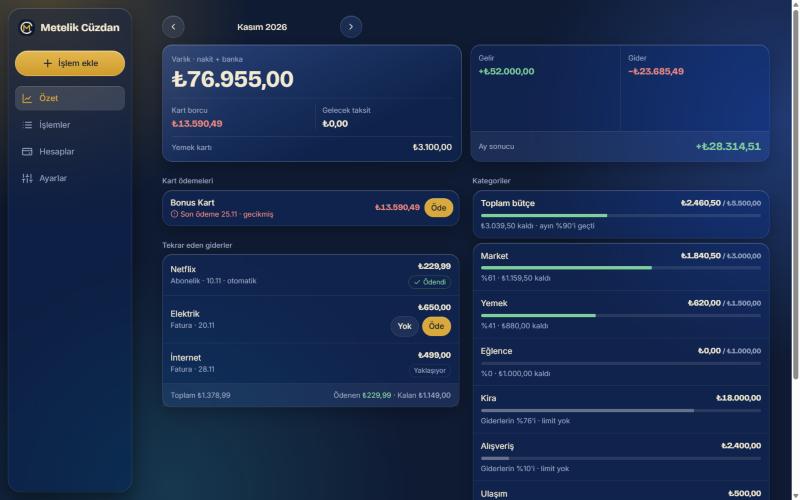 Metelik Cüzdan
+ İşlem ekle
Özet
İşlemler
Hesaplar
Ayarlar
Kasım 2026
Varlık · nakit + banka
₺76.955,00
Kart borcu
₺13.590,49
Gelecek taksit
₺0,00
Yemek kartı
₺3.100,00
Gelir
+₺52.000,00
Gider
−₺23.685,49
Ay sonucu
+₺28.314,51
Kart ödemeleri
Bonus Kart
Son ödeme 25.11 · gecikmiş
₺13.590,49
Öde
Tekrar eden giderler
Netflix
Abonelik · 10.11 · otomatik
₺229,99
Ödendi
Elektrik
Fatura · 20.11
₺650,00
Yok
Öde
İnternet
Fatura · 28.11
₺499,00
Yaklaşıyor
Toplam ₺1.378,99
Ödenen ₺229,99 · Kalan ₺1.149,00
Kategoriler
Toplam bütçe
₺2.460,50 / ₺5.500,00
₺3.039,50 kaldı · ayın %90'ı geçti
Market
₺1.840,50 / ₺3.000,00
%61 · ₺1.159,50 kaldı
Yemek
₺620,00 / ₺1.500,00
%41 · ₺880,00 kaldı
Eğlence
₺0,00 / ₺1.000,00
%0 · ₺1.000,00 kaldı
Kira
₺18.000,00
Giderlerin %76'i · limit yok
Alışveriş
₺2.400,00
Giderlerin %10'i · limit yok
Ulaşım
₺500,00